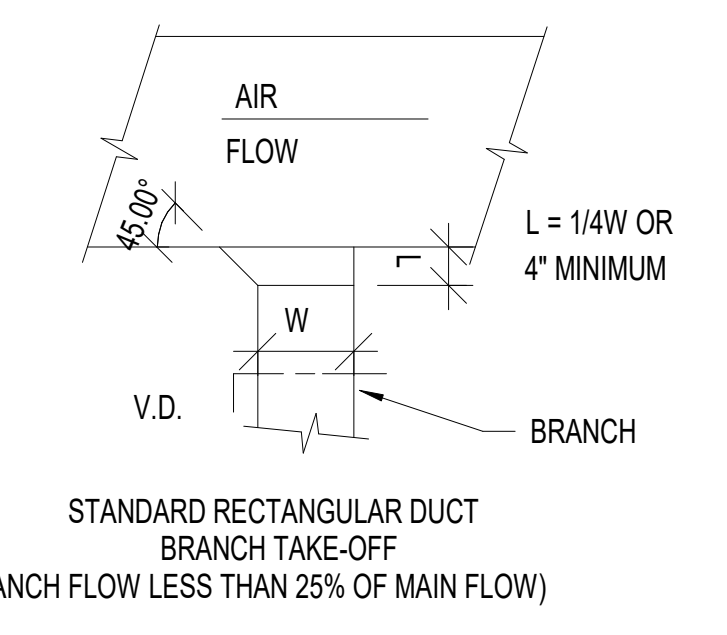 AIR
FLOW
45.00°
L = 1/4W OR
4" MINIMUM
L
W
V.D.
BRANCH
STANDARD RECTANGULAR DUCT
BRANCH TAKE-OFF
ANCH FLOW LESS THAN 25% OF MAIN FLOW)